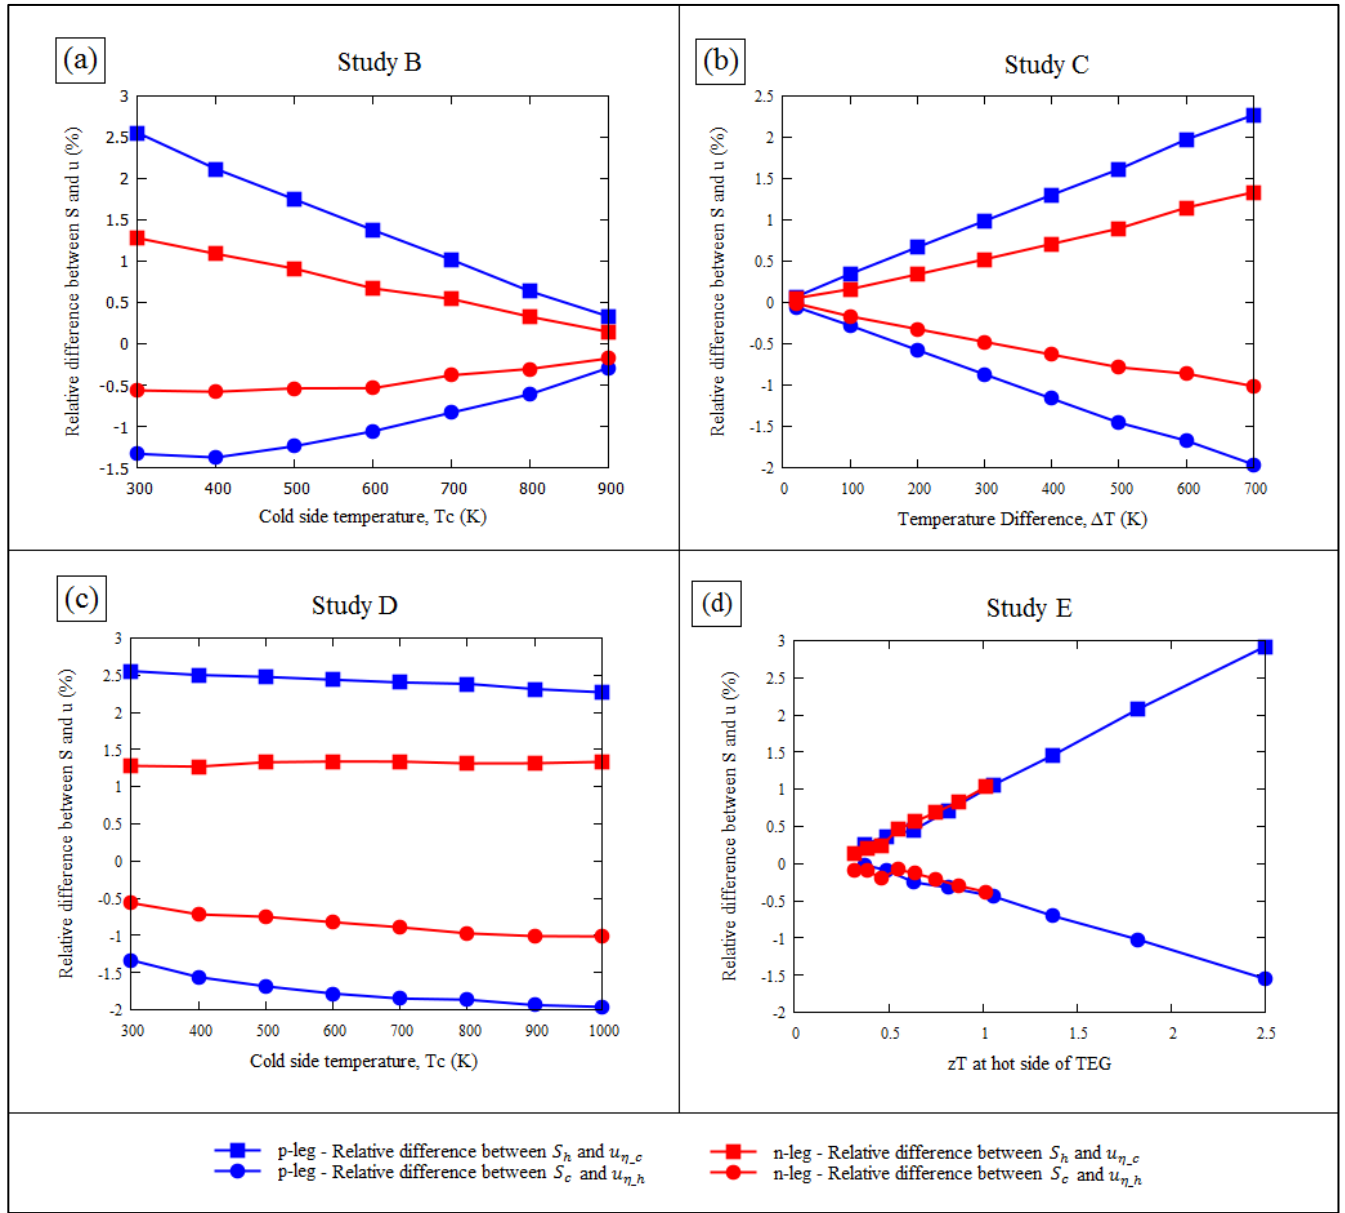 (a)
Study B
Relative difference between S and u (%)
3
2.5
2
1.5
1
0.5
0
-0.5
-1
-1.5
300 400 500 600 700 800 900
Cold side temperature, Tc (K)
(b)
Study C
Relative difference between S and u (%)
2.5
2
1.5
1
0.5
0
-0.5
-1
-1.5
-2
0 100 200 300 400 500 600 700
Temperature Difference, ΔT (K)
(c)
Study D
Relative difference between S and u (%)
3
2.5
2
1.5
1
0.5
0
-0.5
-1
-1.5
-2
300 400 500 600 700 800 900 1000
Cold side temperature, Tc (K)
(d)
Study E
Relative difference between S and u (%)
3
2.5
2
1.5
1
0.5
0
-0.5
-1
-1.5
-2
0 0.5 1 1.5 2 2.5
zT at hot side of TEG
p-leg - Relative difference between S_h and u_η_c
p-leg - Relative difference between S_c and u_η_h
n-leg - Relative difference between S_h and u_η_c
n-leg - Relative difference between S_c and u_η_h